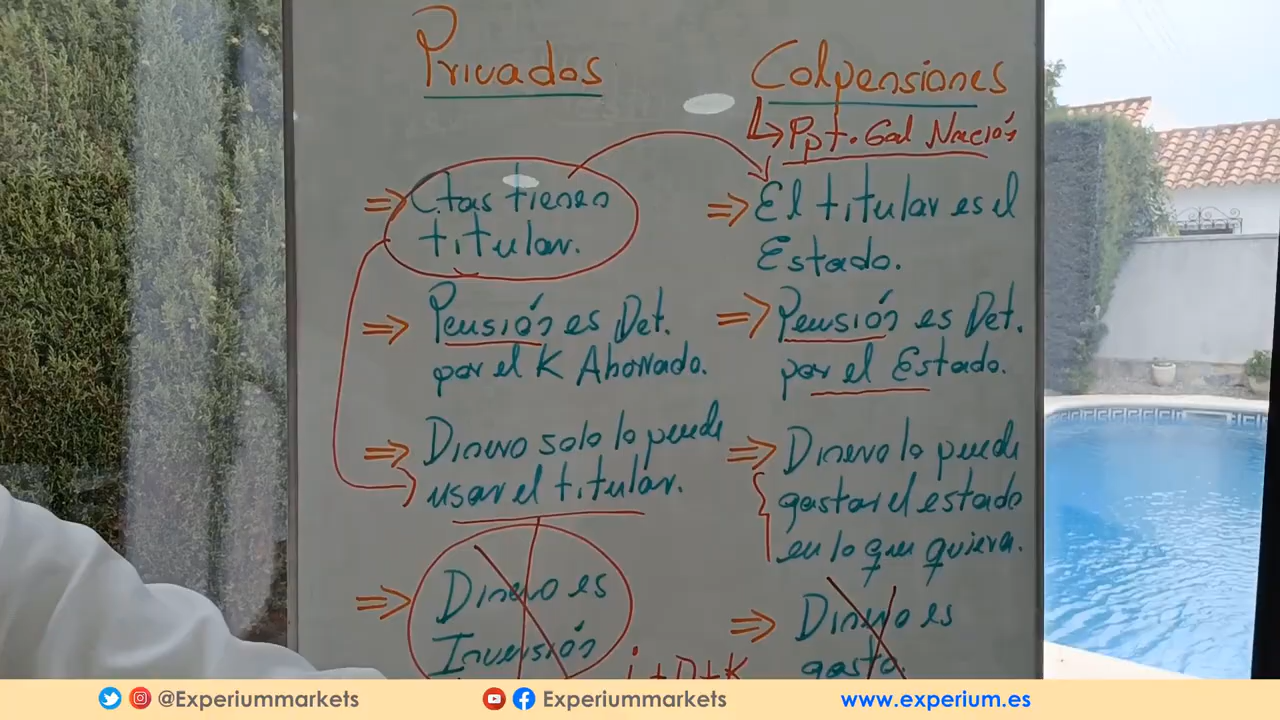 Privados
=> Ctas tienen
titular.
=> Pensión es Det.
por el K Ahorrado.
=> Dinero solo lo puede
usar el titular.
=> Dinero es
Inversión
i + D + K
Colpensiones
Ppt. Gal Nación
=> El titular es el
Estado.
=> Pensión es Det.
por el Estado.
=> Dinero lo puede
gastar el estado
en lo que quiera.
=> Dinero es
gasto.
@Experiummarkets Experiummarkets www.experium.es